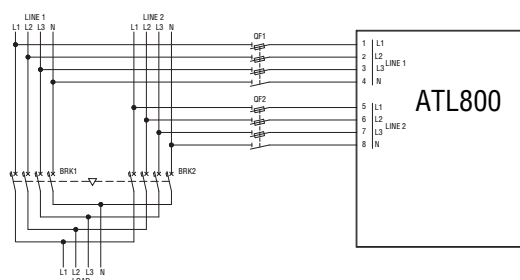 LINE 1
LINE 2
L1 L2 L3 N
L1 L2 L3 N
QF1
1 L1
2 L2
3 L3
4 N
LINE 1
QF2
5 L1
6 L2
7 L3
8 N
LINE 2
ATL800
BRK1
BRK2
L1 L2 L3 N
LOAD